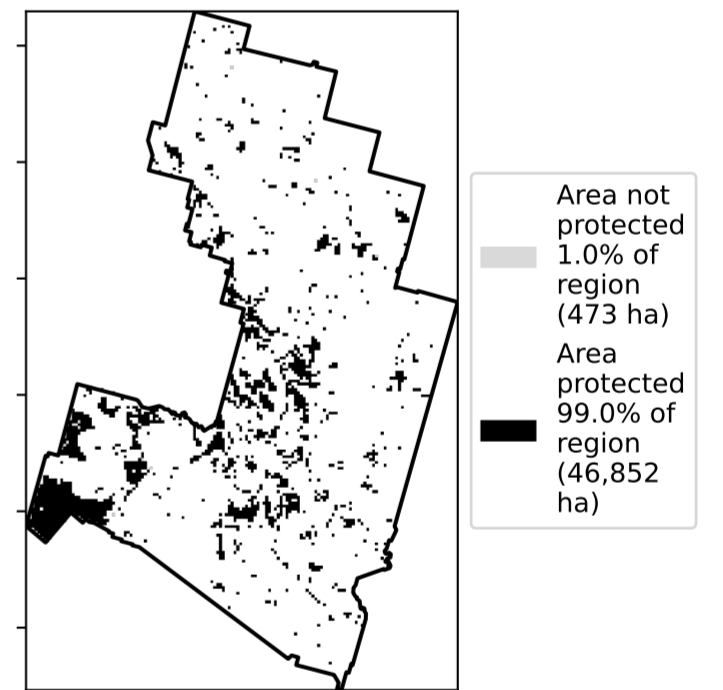 Area not
protected
1.0% of
region
(473 ha)
Area
protected
99.0% of
region
(46,852
ha)